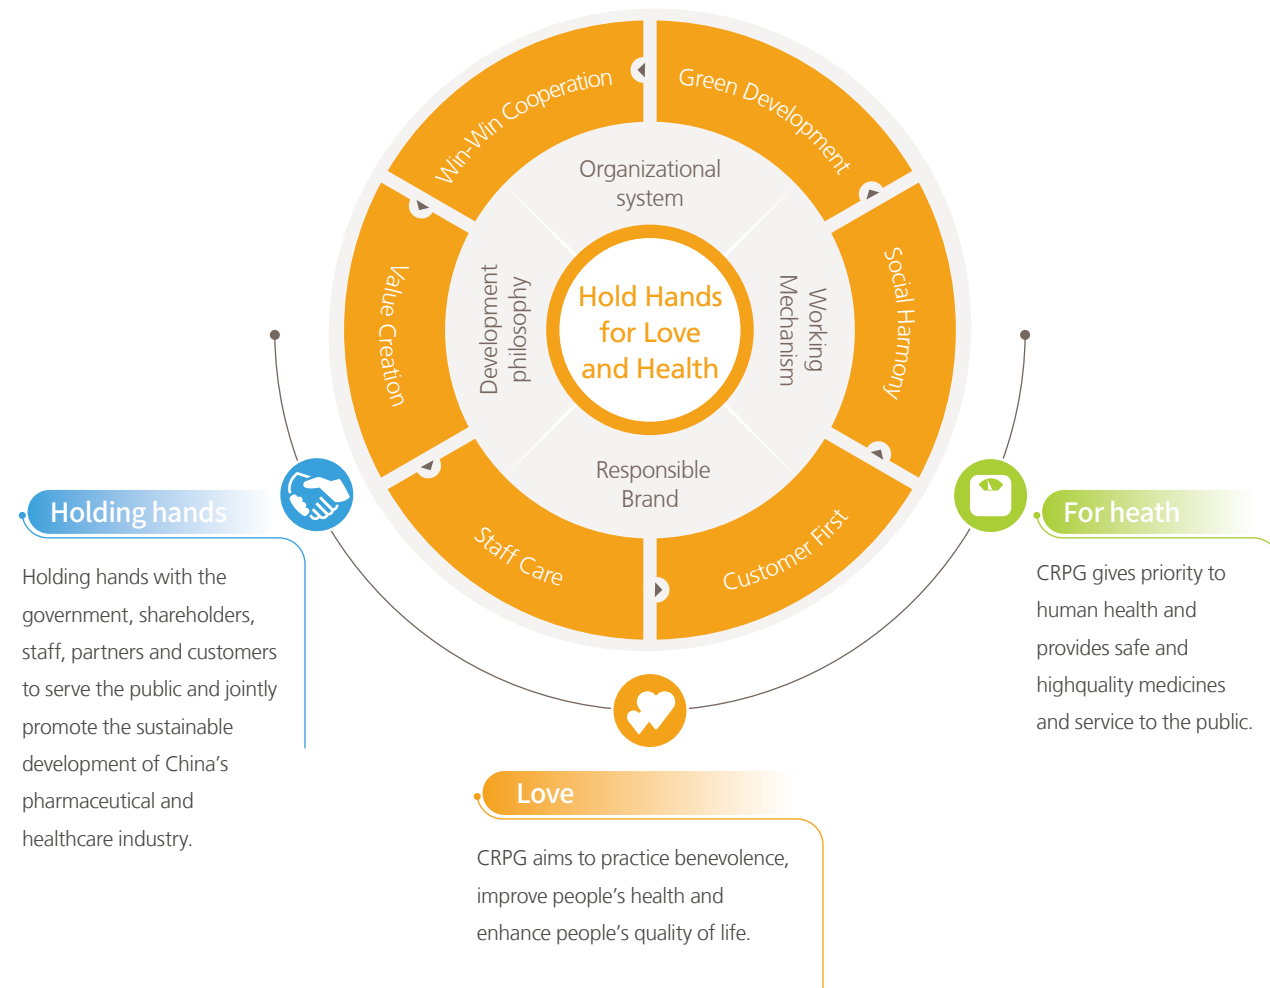 Win-Win Cooperation
Green Development
Organizational
system
Value Creation
Development
philosophy
Hold Hands
for Love
and Health
Working
Mechanism
Social Harmony
Responsible
Brand
Staff Care
Customer First
Holding hands
Holding hands with the
government, shareholders,
staff, partners and customers
to serve the public and jointly
promote the sustainable
development of China’s
pharmaceutical and
healthcare industry.
Love
CRPG aims to practice benevolence,
improve people’s health and
enhance people’s quality of life.
For heath
CRPG gives priority to
human health and
provides safe and
highquality medicines
and service to the public.